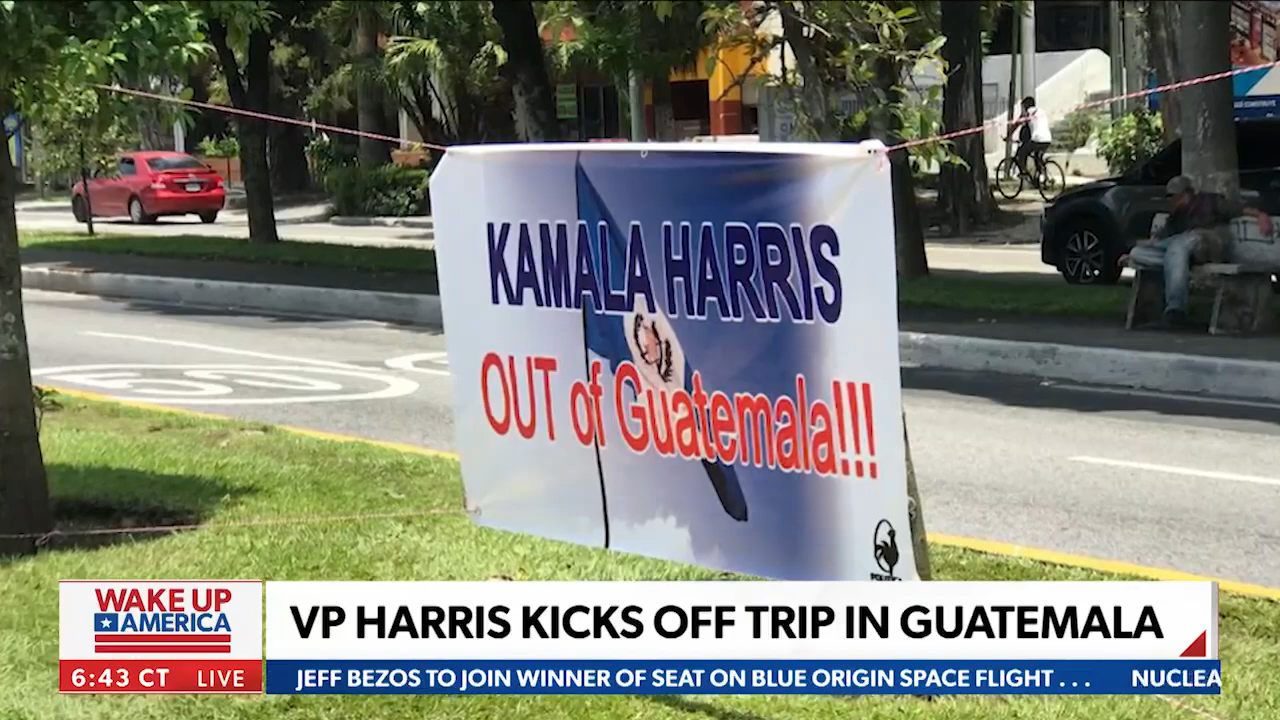 KAMALA HARRIS
OUT of Guatemala!!!
WAKE UP
AMERICA
6:43 CT LIVE
VP HARRIS KICKS OFF TRIP IN GUATEMALA
JEFF BEZOS TO JOIN WINNER OF SEAT ON BLUE ORIGIN SPACE FLIGHT . . . NUCLEA